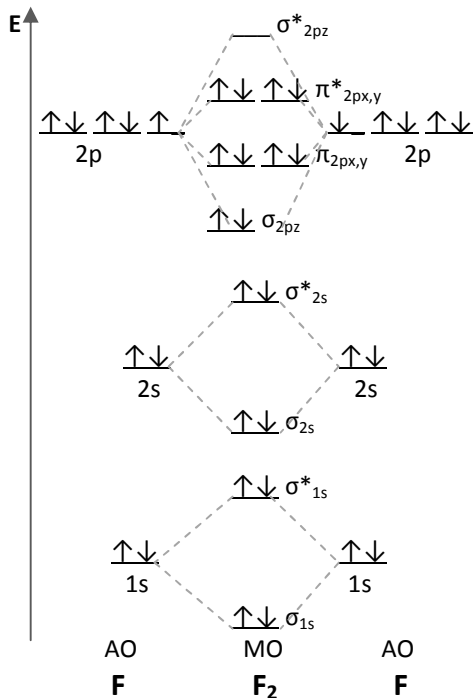 E
σ*2pz
π*2px,y
2p
2p
π2px,y
σ2pz
σ*2s
2s
2s
σ2s
σ*1s
1s
1s
σ1s
AO MO AO
F F2 F